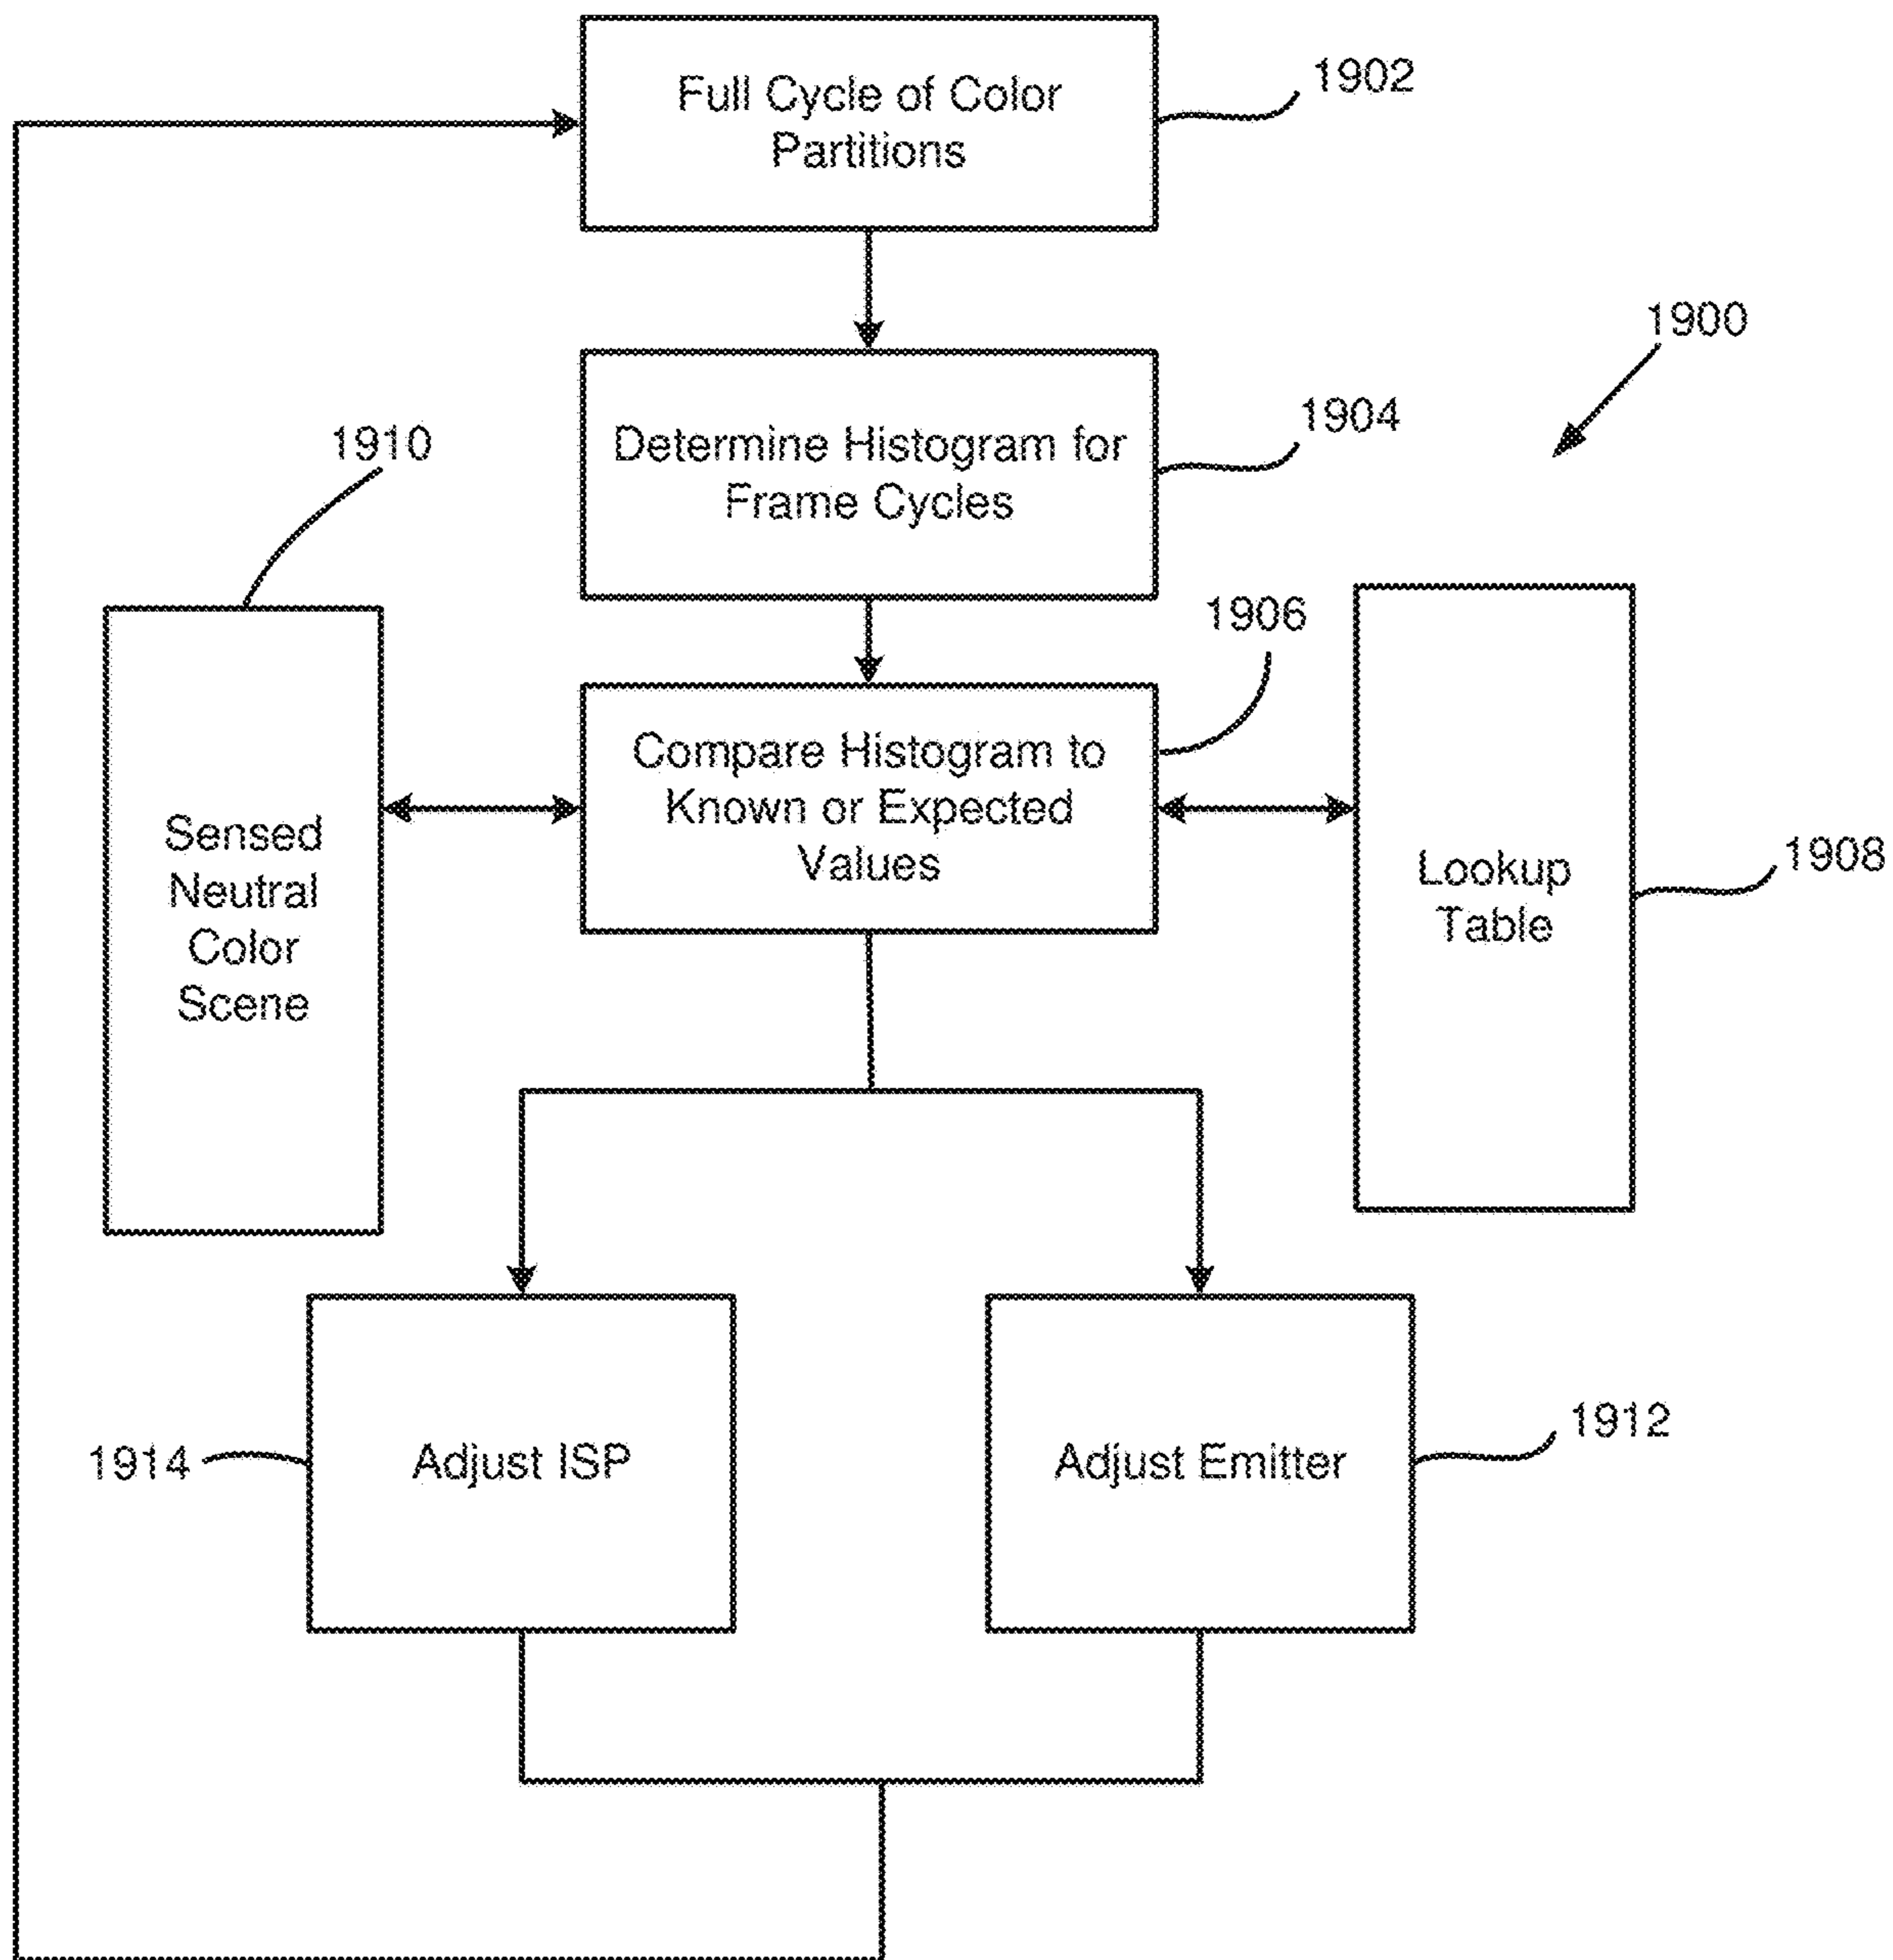 Full Cycle of Color
Partitions
1902
1900
Determine Histogram for
Frame Cycles
1904
1910
1906
Compare Histogram to
Known or Expected
Values
Sensed
Neutral
Color
Scene
Lookup
Table
1908
Adjust ISP
1914
Adjust Emitter
1912